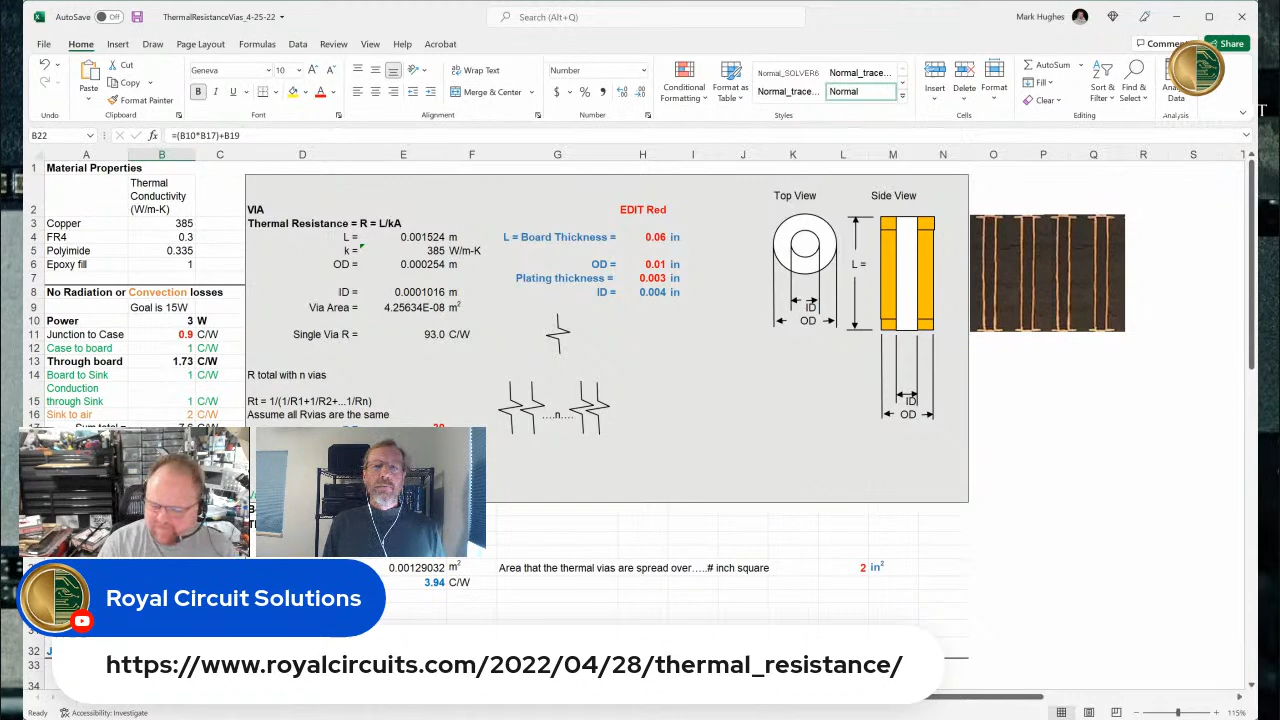 AutoSave Off ThermalResistanceVias_4-25-22 Search (Alt+Q) Mark Hughes
File Home Insert Draw Page Layout Formulas Data Review View Help Acrobat Comments Share
Paste Cut Copy Format Painter
Geneva 10 A A
B I U
Wrap Text
Merge & Center
Number
$ % ,
Conditional Formatting Format as Table
Normal_SOLVER6 Normal_trace...
Normal_trace... Normal
Insert Delete Format
AutoSum Fill Clear
Sort & Filter Find & Select
Data
Undo Clipboard Font Alignment Number Styles Cells Editing
B22 fx =(B10*B17)+B19
A B C D E F G H I J K L M N O P Q R S
1 Material Properties
2 Thermal Conductivity (W/m-K) VIA EDIT Red Top View Side View
3 Copper 385 Thermal Resistance = R = L/kA
4 FR4 0.3 L = 0.001524 m L = Board Thickness = 0.06 in
5 Polyimide 0.335 k = 385 W/m-K L =
6 Epoxy fill 1 OD = 0.000254 m OD = 0.01 in
7 Plating thickness = 0.003 in
8 No Radiation or Convection losses ID = 0.0001016 m ID = 0.004 in
9 Goal is 15W Via Area = 4.25634E-08 m2
ID
OD
10 Power 3 W
11 Junction to Case 0.9 C/W Single Via R = 93.0 C/W
12 Case to board 1 C/W
13 Through board 1.73 C/W
14 Board to Sink 1 C/W R total with n vias
15 Conduction through Sink 1 C/W Rt = 1/(1/R1+1/R2+...1/Rn) ....n....
ID
16 Sink to air 2 C/W Assume all Rvias are the same OD
0.00129032 m2 Area that the thermal vias are spread over.....# inch square 2 in2
3.94 C/W
Royal Circuit Solutions
32
33
34
https://www.royalcircuits.com/2022/04/28/thermal_resistance/
Ready Accessibility: Investigate 115%